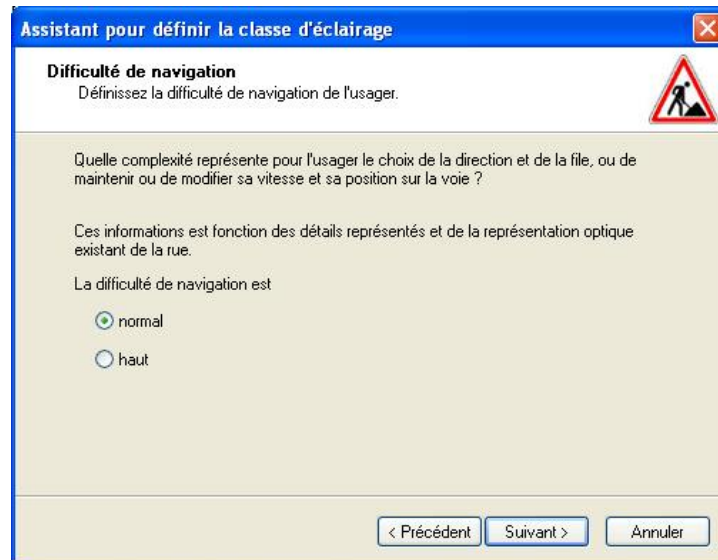 Assistant pour définir la classe d'éclairage
Difficulté de navigation
Définissez la difficulté de navigation de l'usager.
Quelle complexité représente pour l'usager le choix de la direction et de la file, ou de
maintenir ou de modifier sa vitesse et sa position sur la voie ?
Ces informations est fonction des détails représentés et de la représentation optique
existant de la rue.
La difficulté de navigation est
normal
haut
< Précédent
Suivant >
Annuler